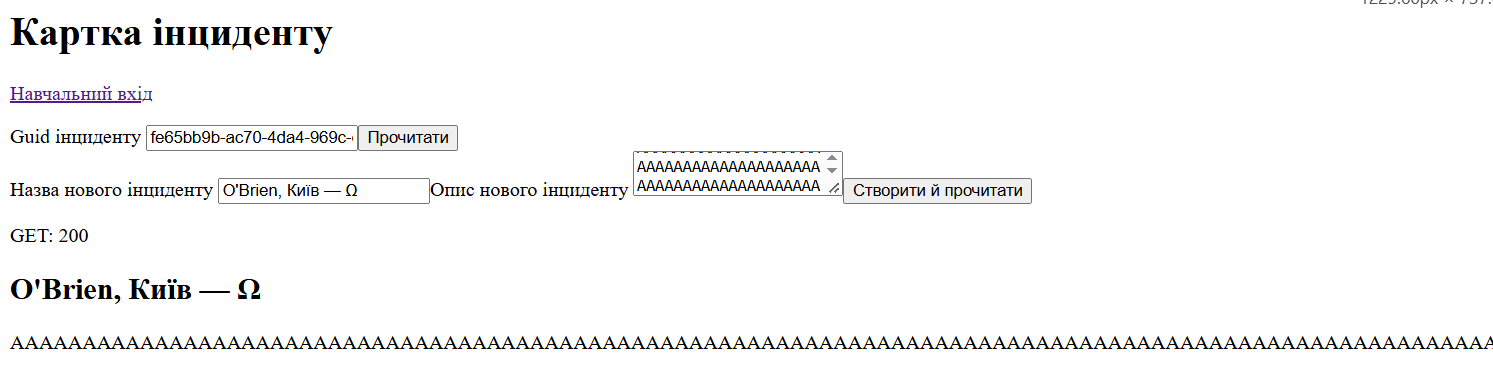 Картка інциденту
Навчальний вхід
Guid інциденту fe65bb9b-ac70-4da4-969c- Прочитати
AAAAAAAAAAAAAAAAAAAA
Назва нового інциденту O'Brien, Київ — Ω Опис нового інциденту AAAAAAAAAAAAAAAAAAAA Створити й прочитати
GET: 200
O'Brien, Київ — Ω
AAAAAAAAAAAAAAAAAAAAAAAAAAAAAAAAAAAAAAAAAAAAAAAAAAAAAAAAAAAAAAAAAAAAAAAAAAAAAAAAAAAAAAAAAAAAAAAAAAAAAAA